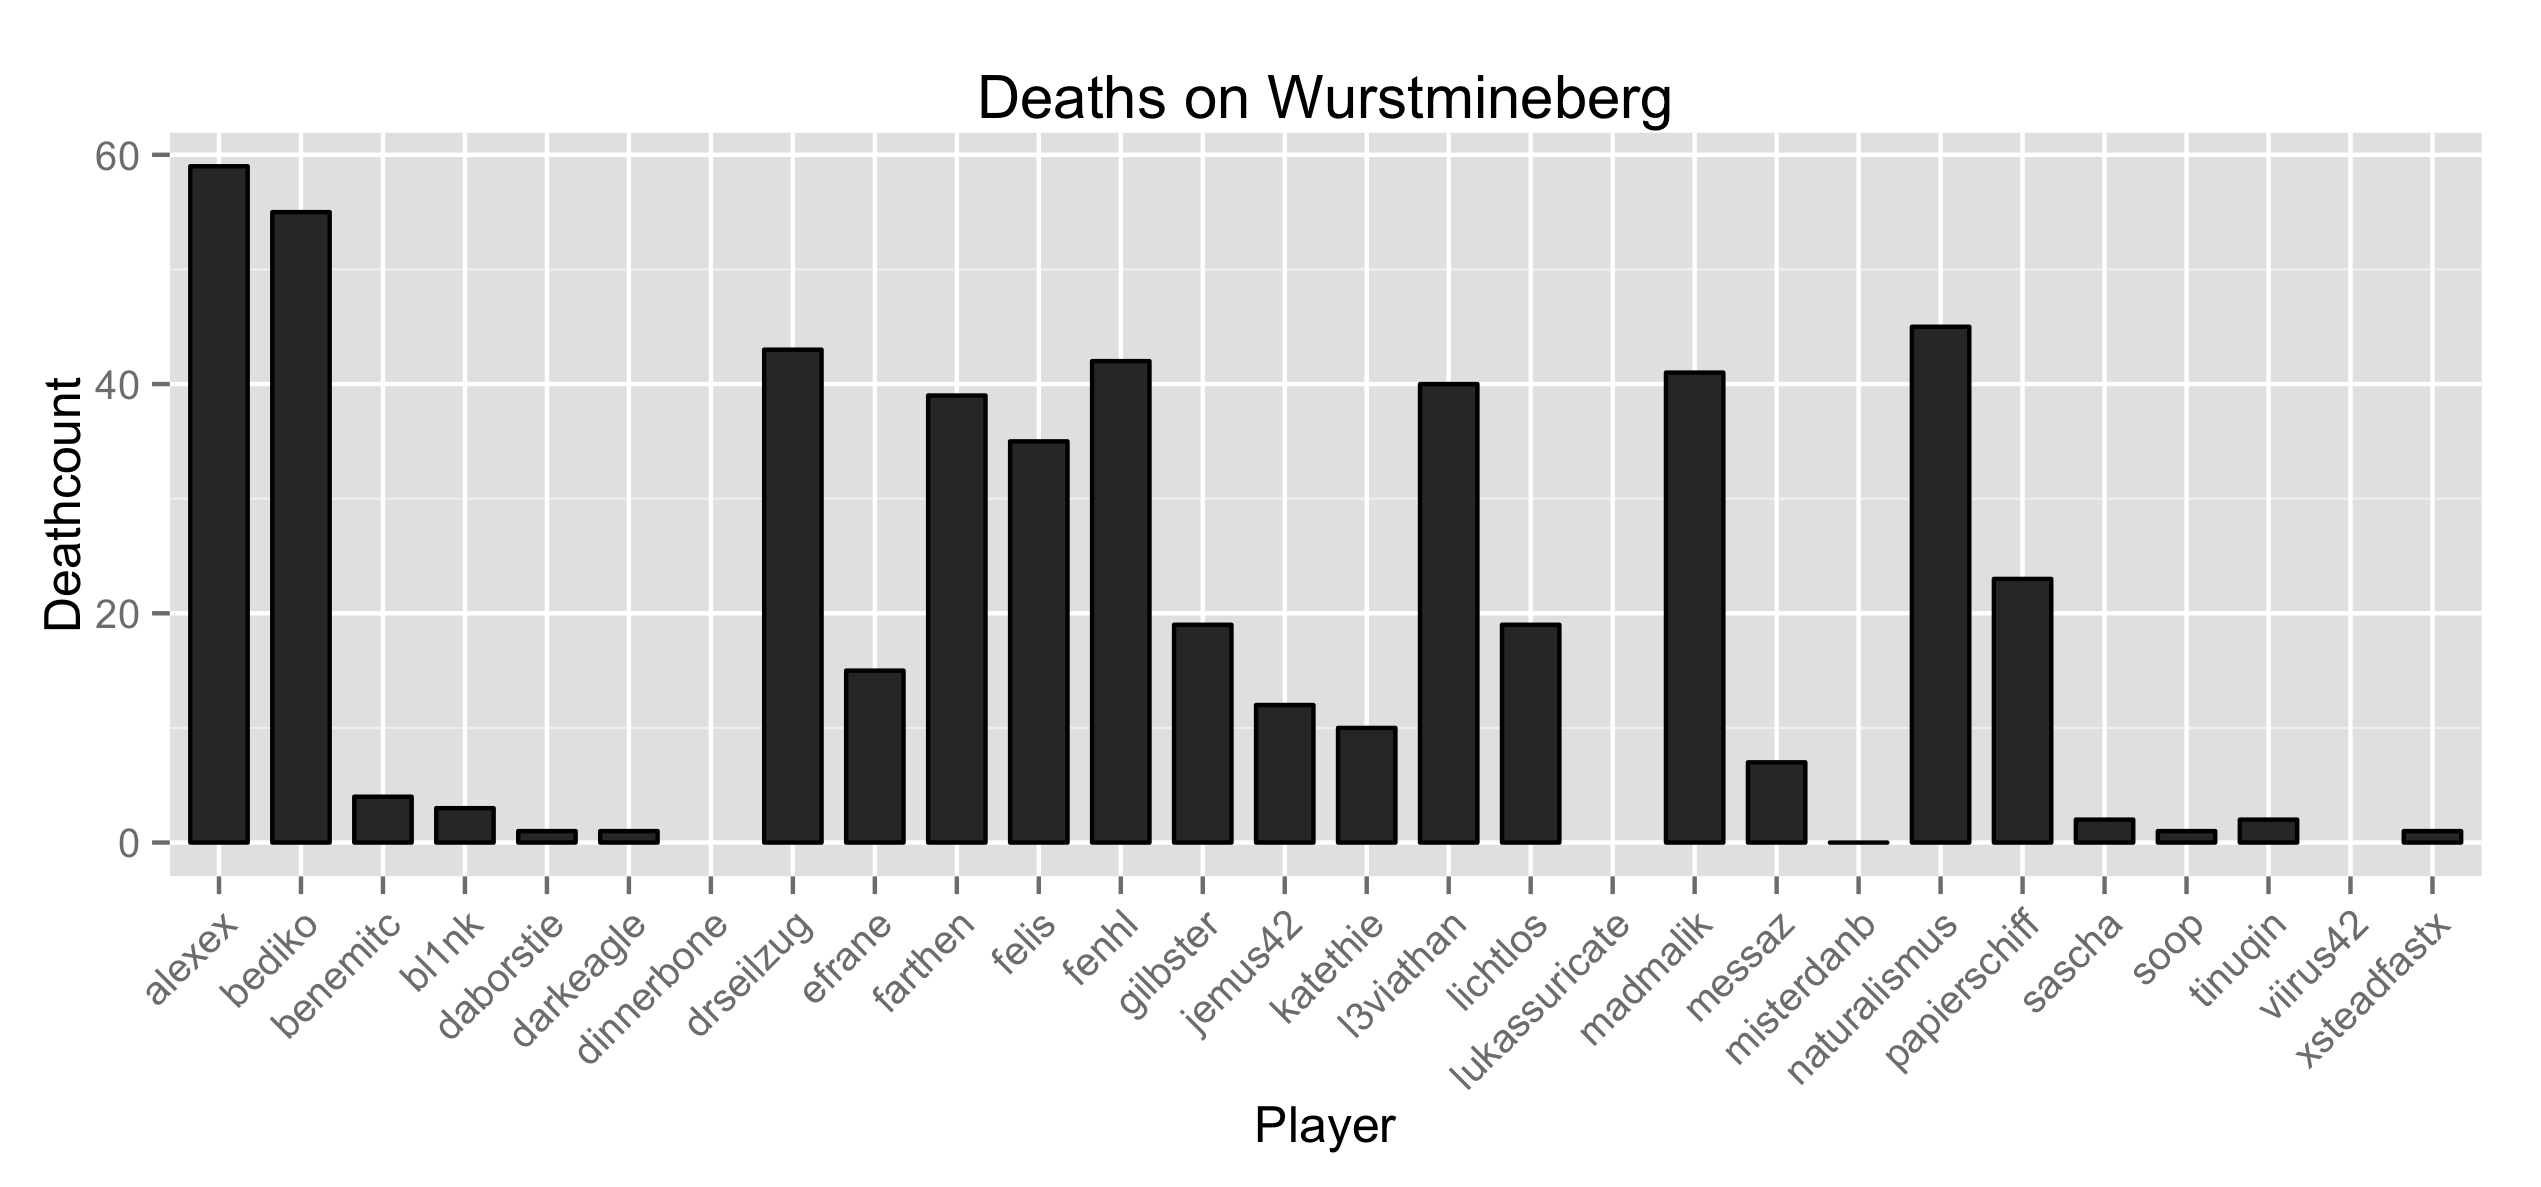 Deaths on Wurstmineberg
Deathcount
60
40
20
0
alexex
bediko
benemitc
bl1nk
daborstie
darkeagle
dinnerbone
drseilzug
efrane
farthen
felis
fenhl
gilbster
jemus42
katethie
l3viathan
lichtlos
lukassuricate
madmalik
messaz
misterdanb
naturalismus
papierschiff
sascha
soop
tinuqin
viirus42
xsteadfastx
Player